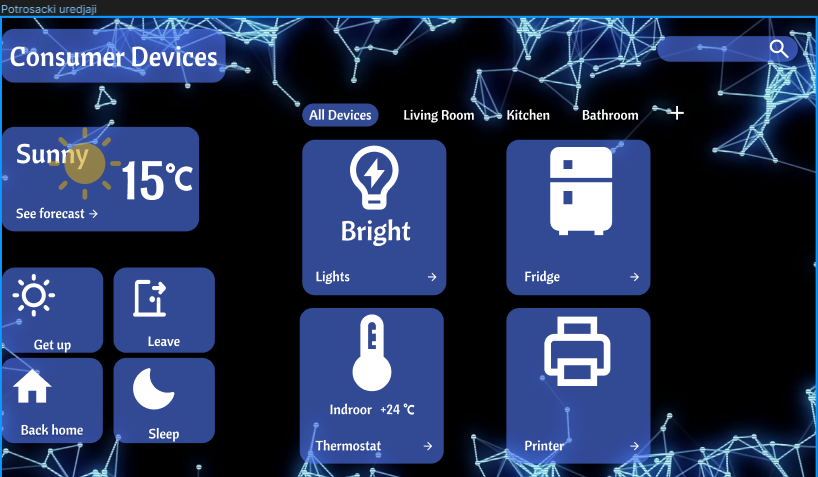 Potrosacki uredjaji
Consumer Devices
All Devices
Living Room
Kitchen
Bathroom
Sunny
15°C
See forecast
Bright
Lights
Fridge
Get up
Leave
Back home
Sleep
Indroor +24 °C
Thermostat
Printer